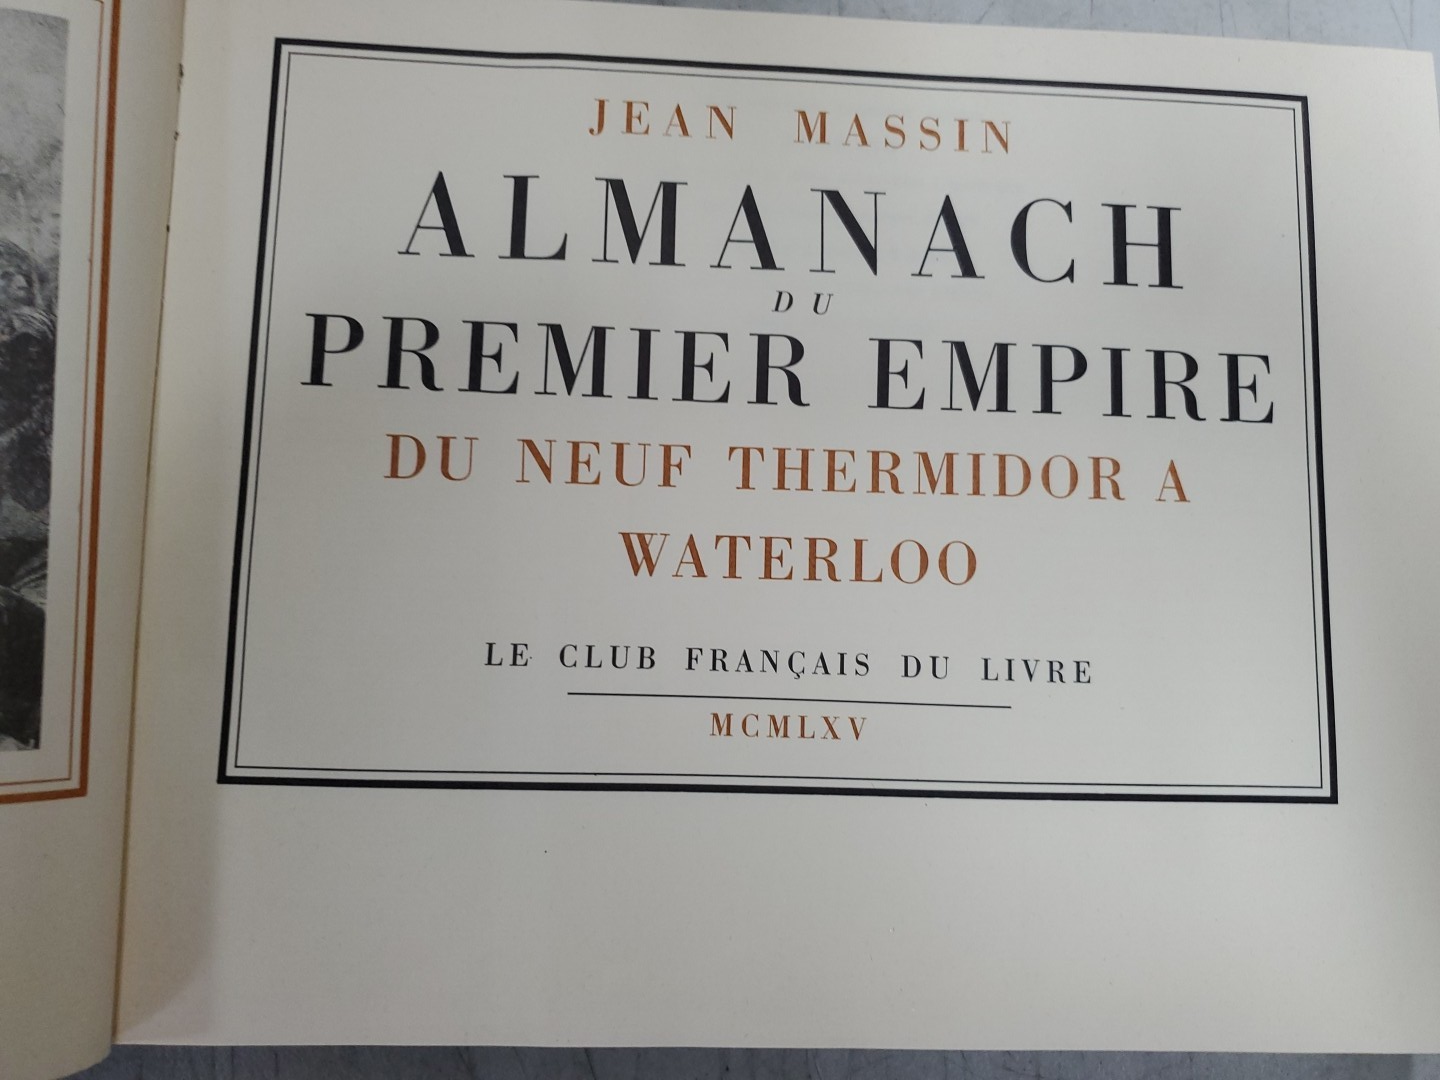 JEAN MASSIN
ALMANACH
DU
PREMIER EMPIRE
DU NEUF THERMIDOR A
WATERLOO
LE CLUB FRANÇAIS DU LIVRE
MCMLXV